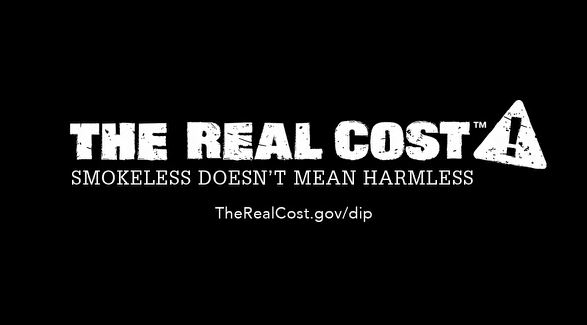 THE REAL COST™ !
SMOKELESS DOESN'T MEAN HARMLESS
TheRealCost.gov/dip